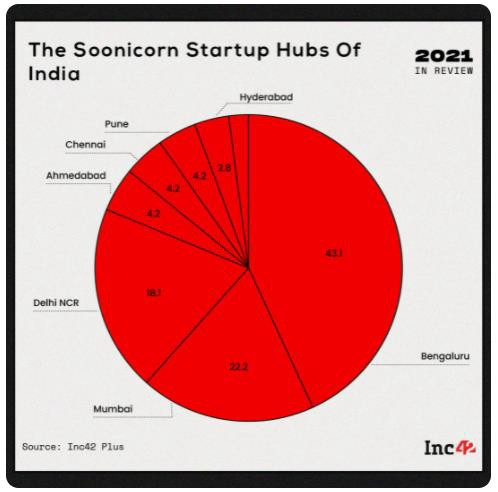 The Soonicorn Startup Hubs Of
India
2021
IN REVIEW
Hyderabad
Pune
Chennai
Ahmedabad
2.8
4.2
4.2
4.2
43.1
18.1
Delhi NCR
Bengaluru
22.2
Mumbai
Source: Inc42 Plus
Inc42